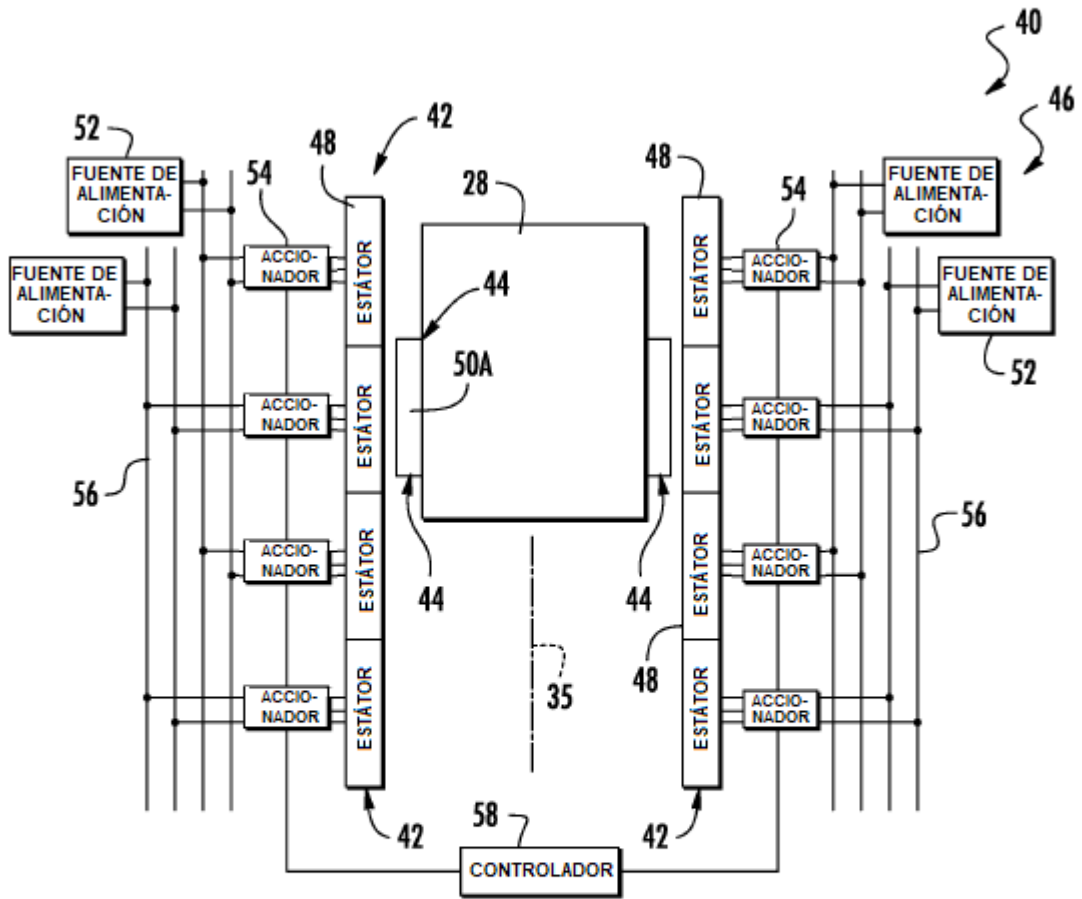 40
46
52
42
48
48
28
54
54
FUENTE DE
ALIMENTA-
CIÓN
FUENTE DE
ALIMENTA-
CIÓN
ACCIO-
NADOR
ESTÁTOR
ESTÁTOR
ACCIO-
NADOR
FUENTE DE
ALIMENTA-
CIÓN
FUENTE DE
ALIMENTA-
CIÓN
44
50A
52
ACCIO-
NADOR
ESTÁTOR
ESTÁTOR
ACCIO-
NADOR
56
56
ACCIO-
NADOR
ESTÁTOR
44
44
ESTÁTOR
ACCIO-
NADOR
48
35
ACCIO-
NADOR
ESTÁTOR
ESTÁTOR
ACCIO-
NADOR
42
58
42
CONTROLADOR